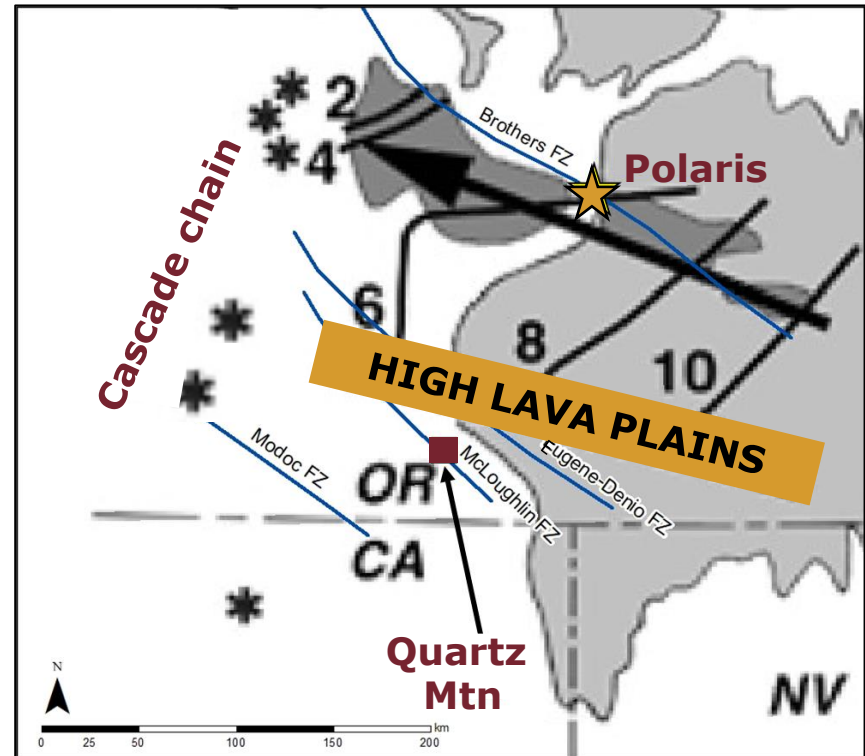 2
4
Brothers FZ
Polaris
Cascade chain
6
8
10
HIGH LAVA PLAINS
Modoc FZ
McLoughlin FZ
Eugene-Denio FZ
OR
CA
Quartz
Mtn
NV
N
km
0 25 50 100 150 200